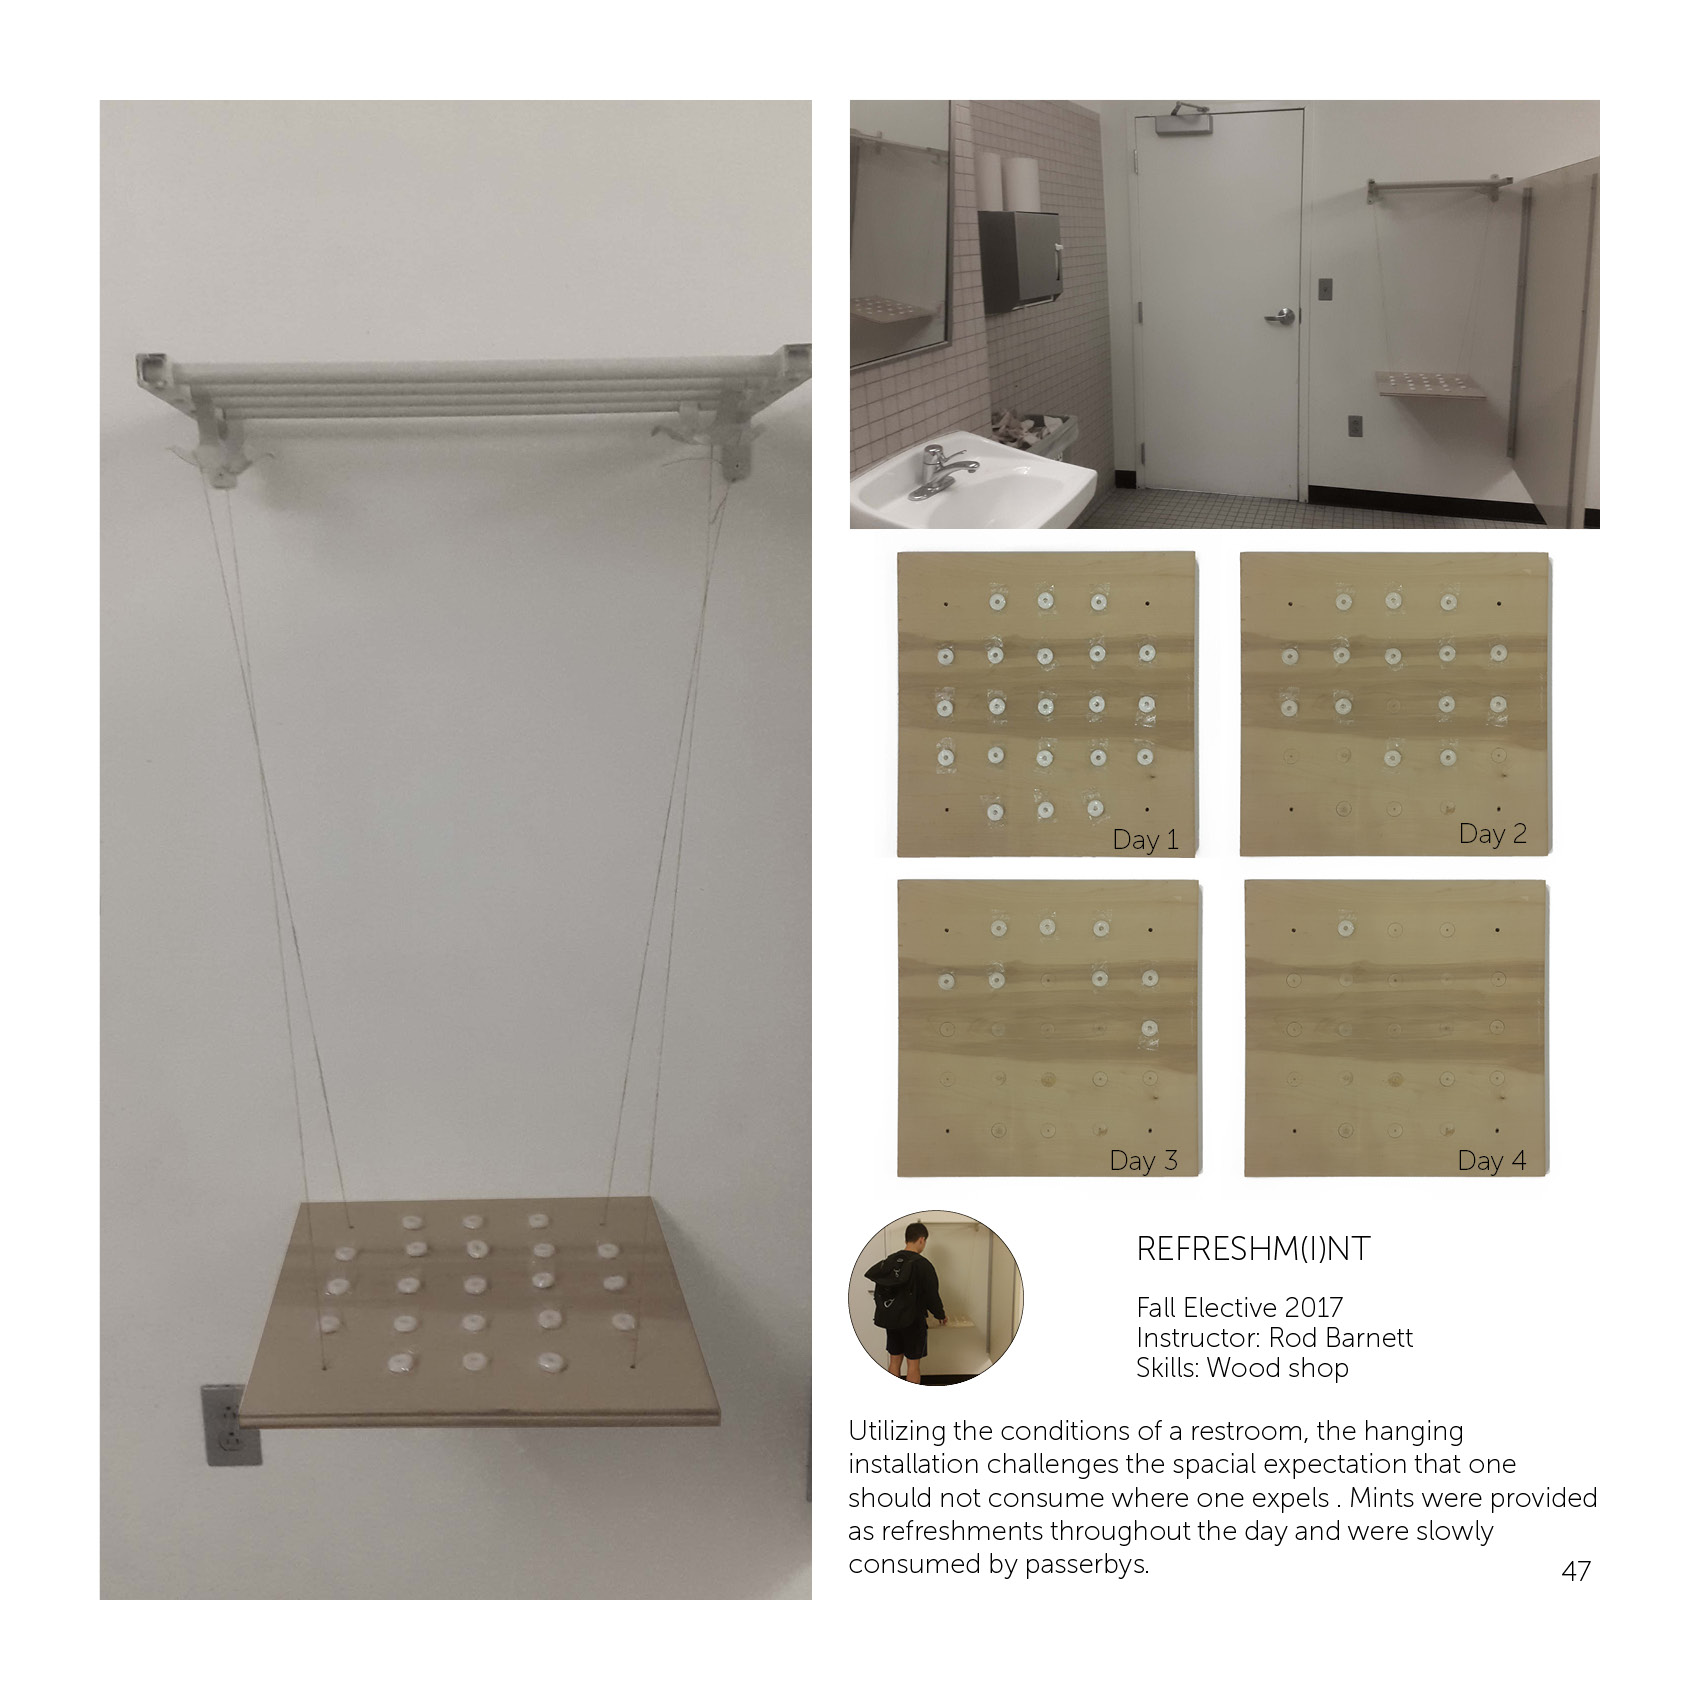 Day 1
Day 2
Day 3
Day 4
REFRESHM(I)NT
Fall Elective 2017
Instructor: Rod Barnett
Skills: Wood shop
Utilizing the conditions of a restroom, the hanging
installation challenges the spacial expectation that one
should not consume where one expels . Mints were provided
as refreshments throughout the day and were slowly
consumed by passerbys.
47